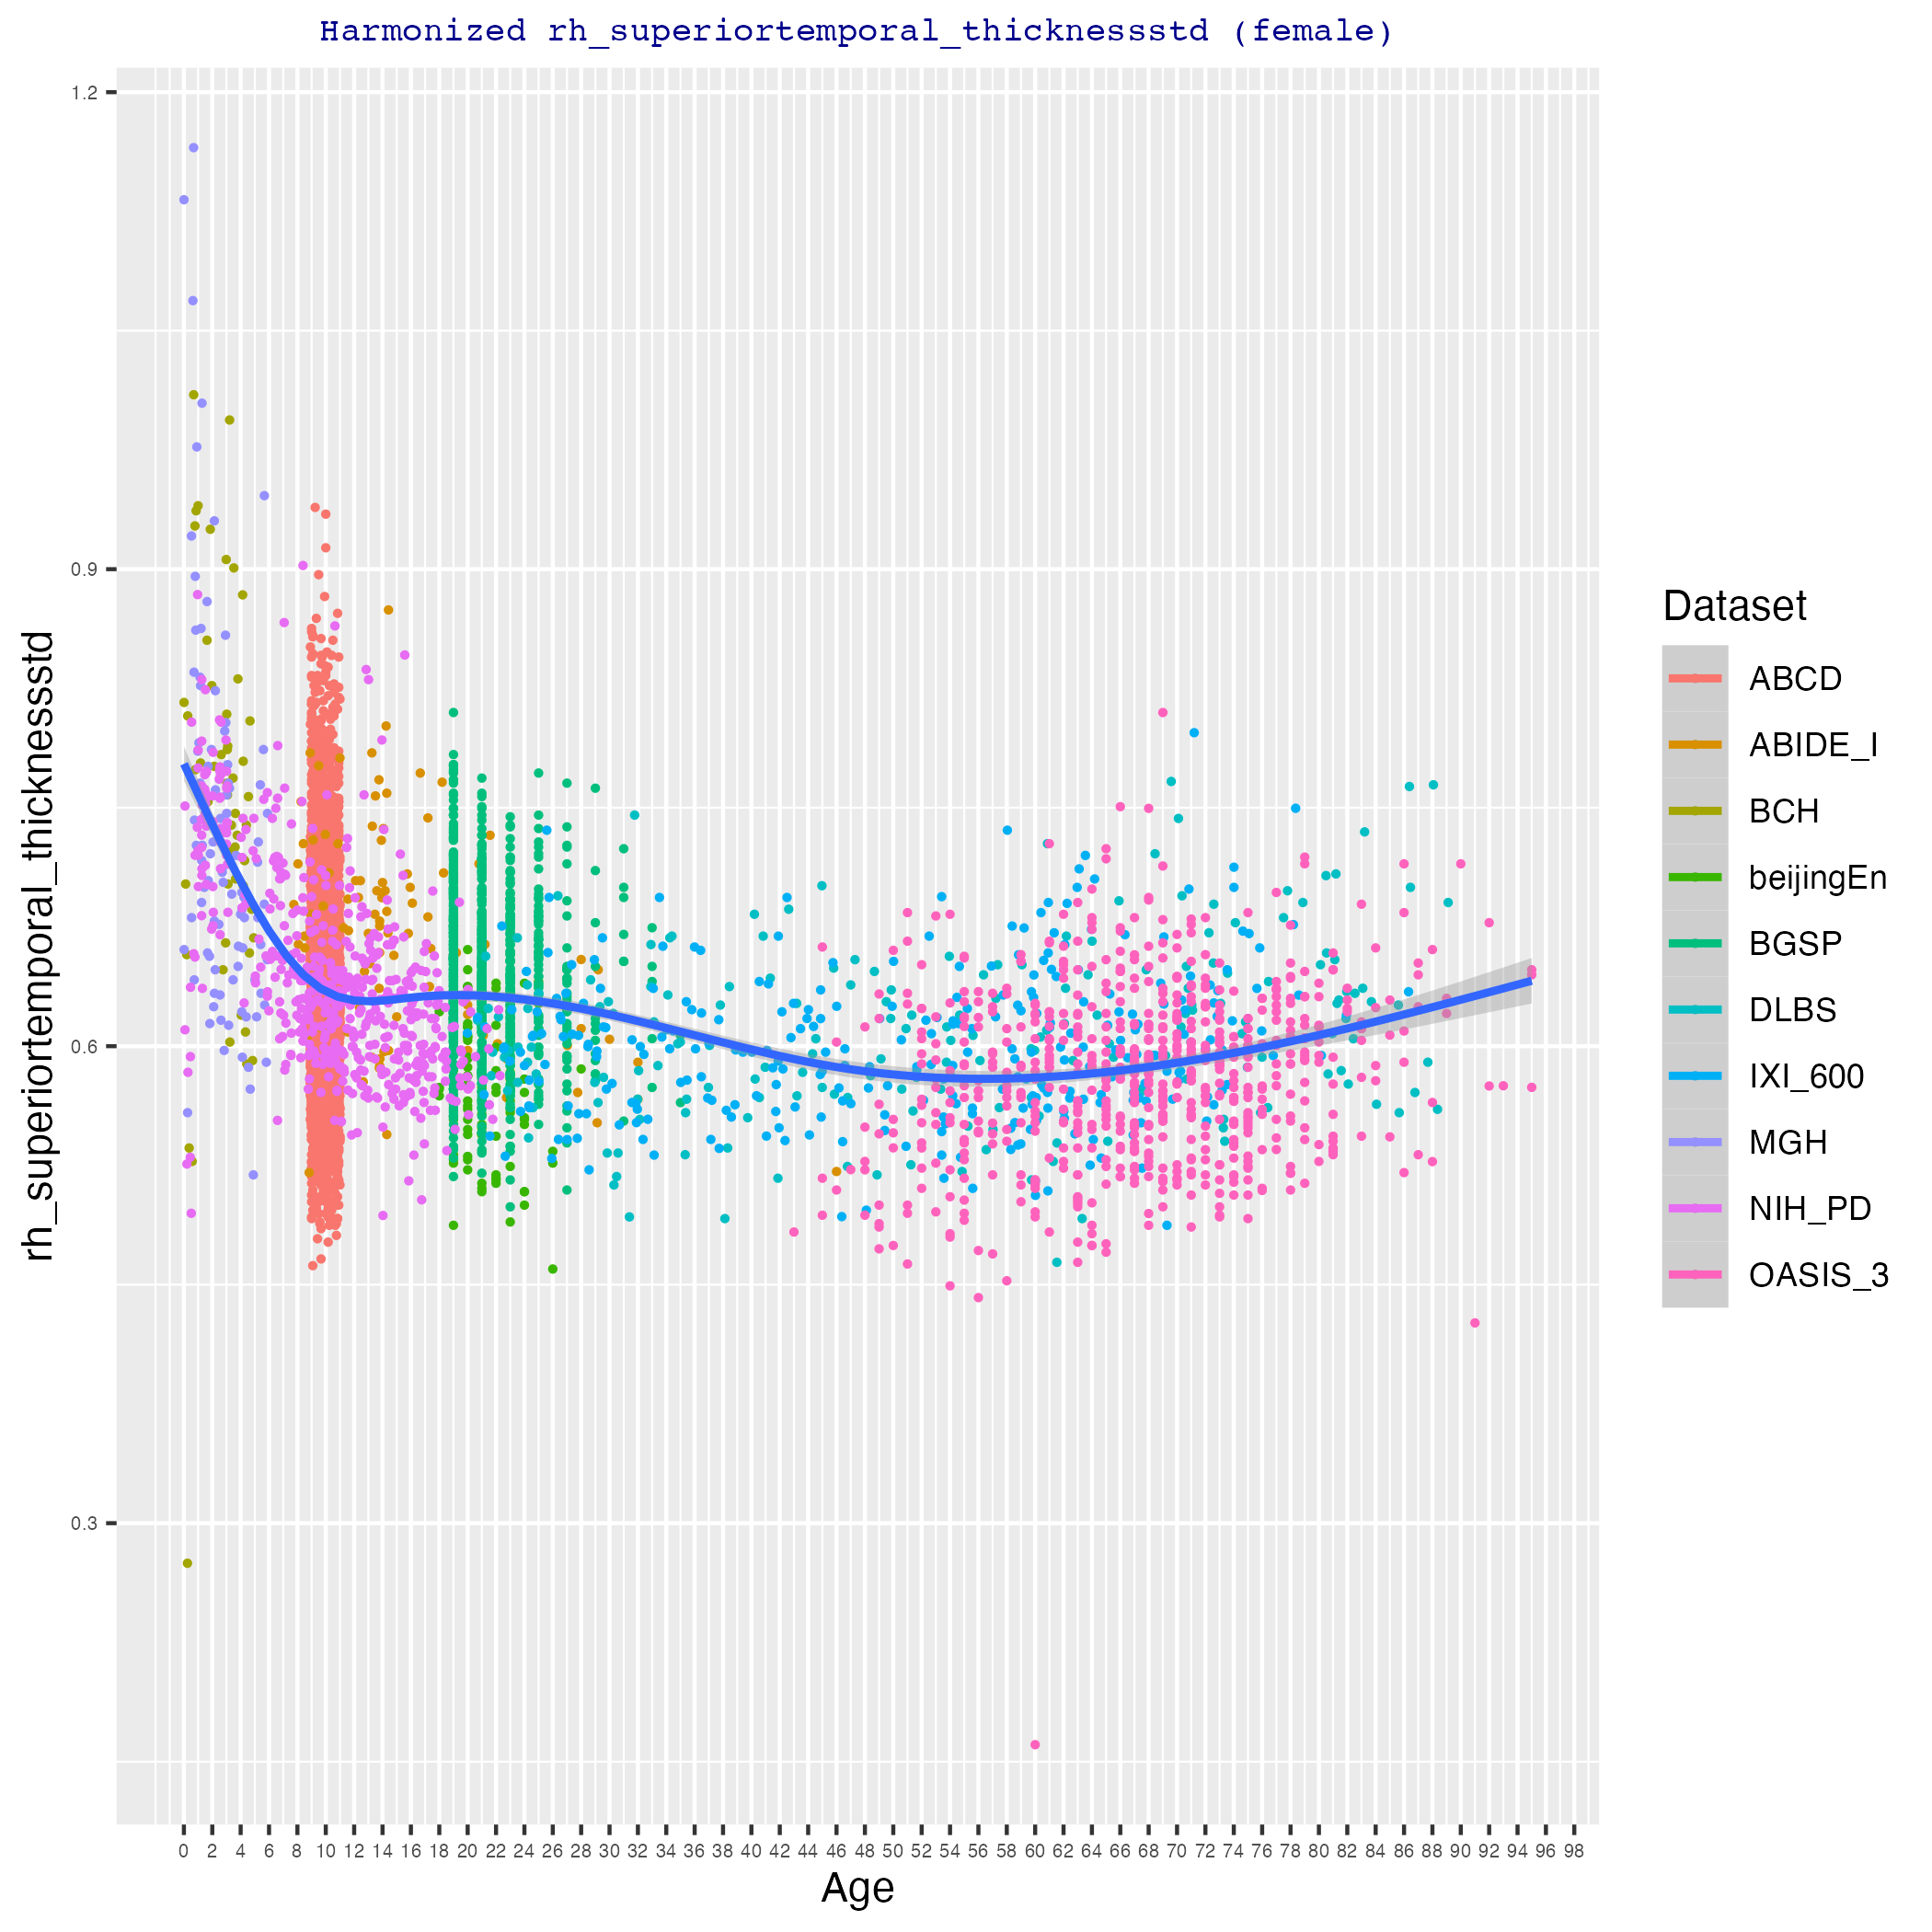 Harmonized rh_superiortemporal_thicknessstd (female)
rh_superiortemporal_thicknessstd
1.2
0.9
0.6
0.3
0 2 4 6 8 10 12 14 16 18 20 22 24 26 28 30 32 34 36 38 40 42 44 46 48 50 52 54 56 58 60 62 64 66 68 70 72 74 76 78 80 82 84 86 88 90 92 94 96 98
Age
Dataset
ABCD
ABIDE_I
BCH
beijingEn
BGSP
DLBS
IXI_600
MGH
NIH_PD
OASIS_3